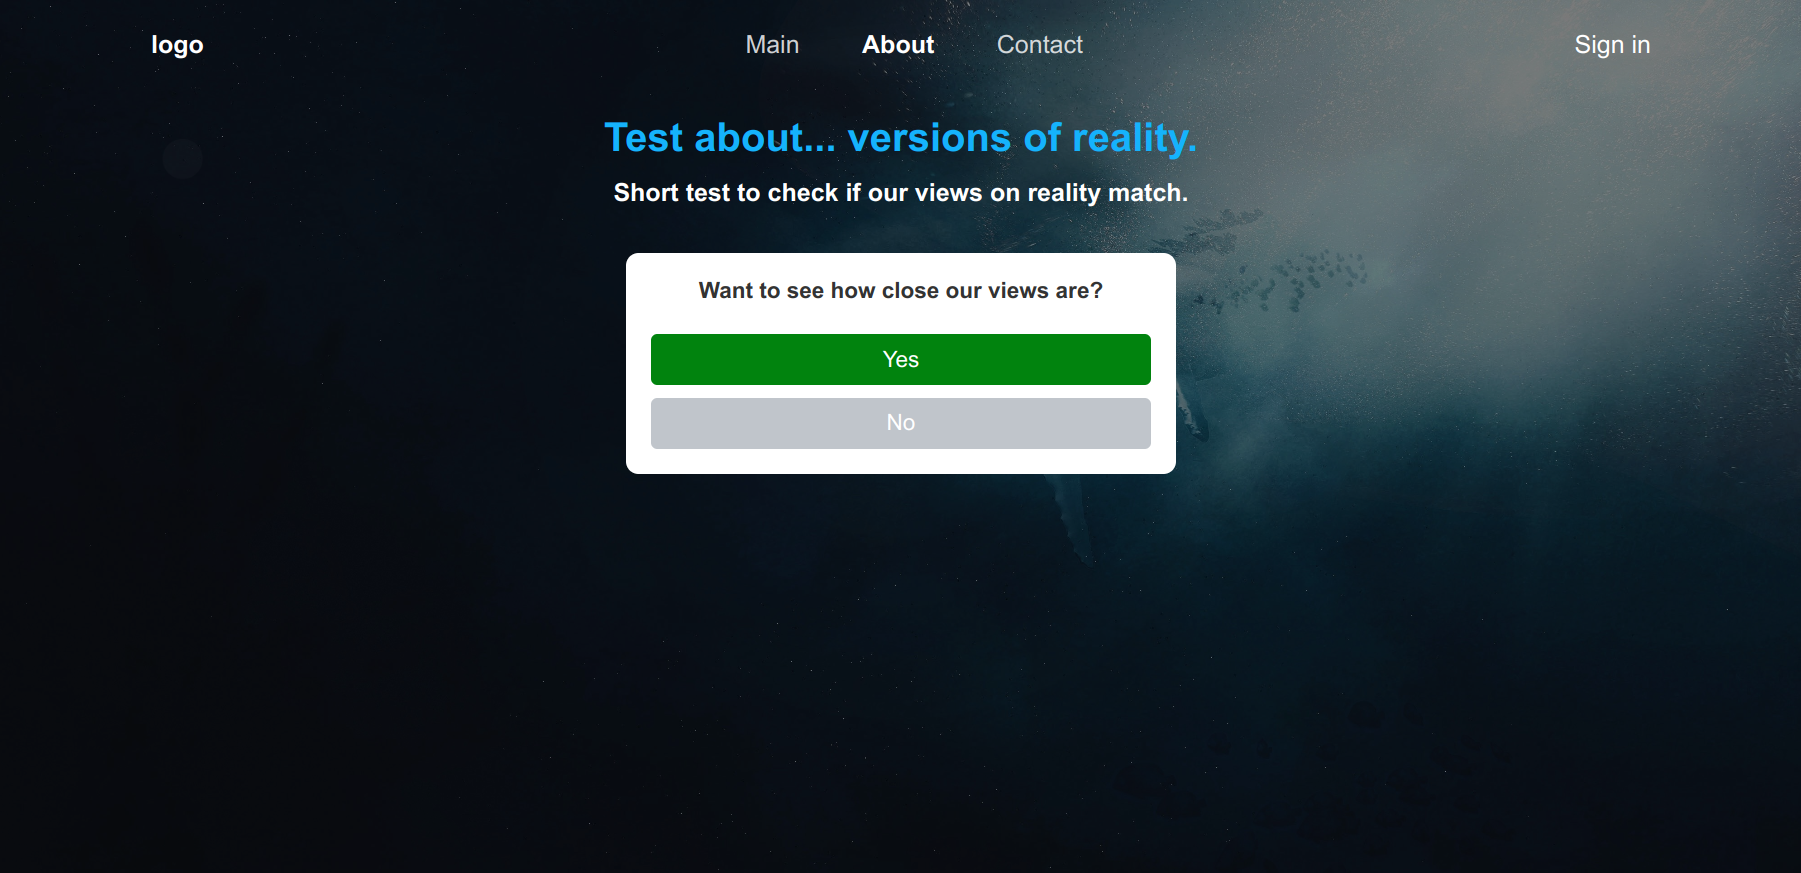 logo
Main
About
Contact
Sign in
Test about... versions of reality.
Short test to check if our views on reality match.
Want to see how close our views are?
Yes
No